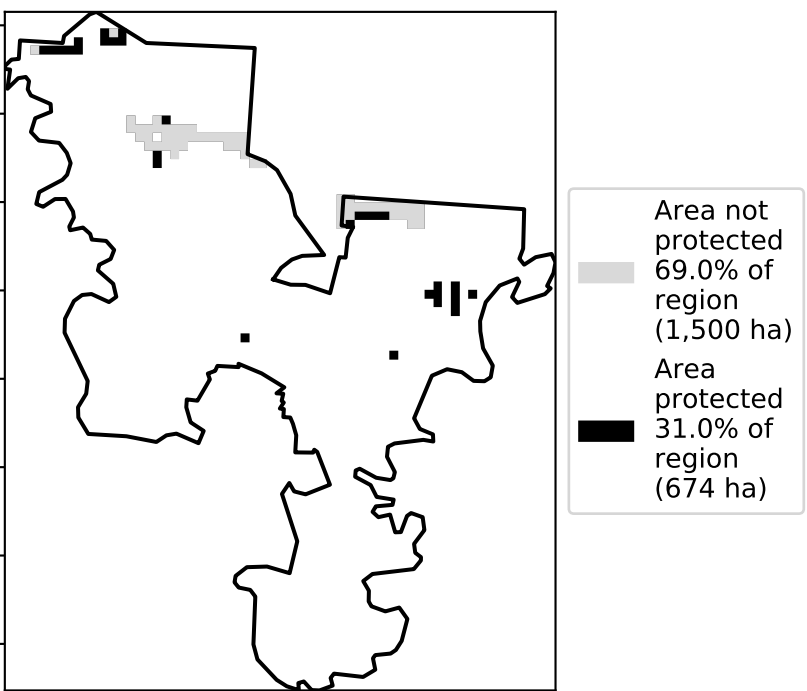 Area not
protected
69.0% of
region
(1,500 ha)
Area
protected
31.0% of
region
(674 ha)